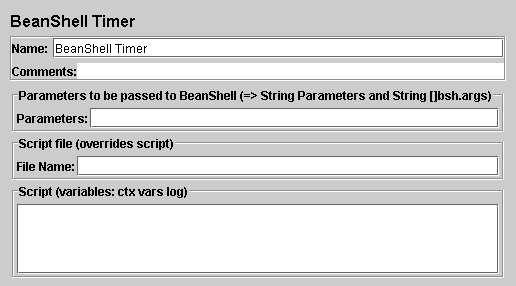 BeanShell Timer
Name: BeanShell Timer
Comments:
Parameters to be passed to BeanShell (=> String Parameters and String []bsh.args)
Parameters:
Script file (overrides script)
File Name:
Script (variables: ctx vars log)